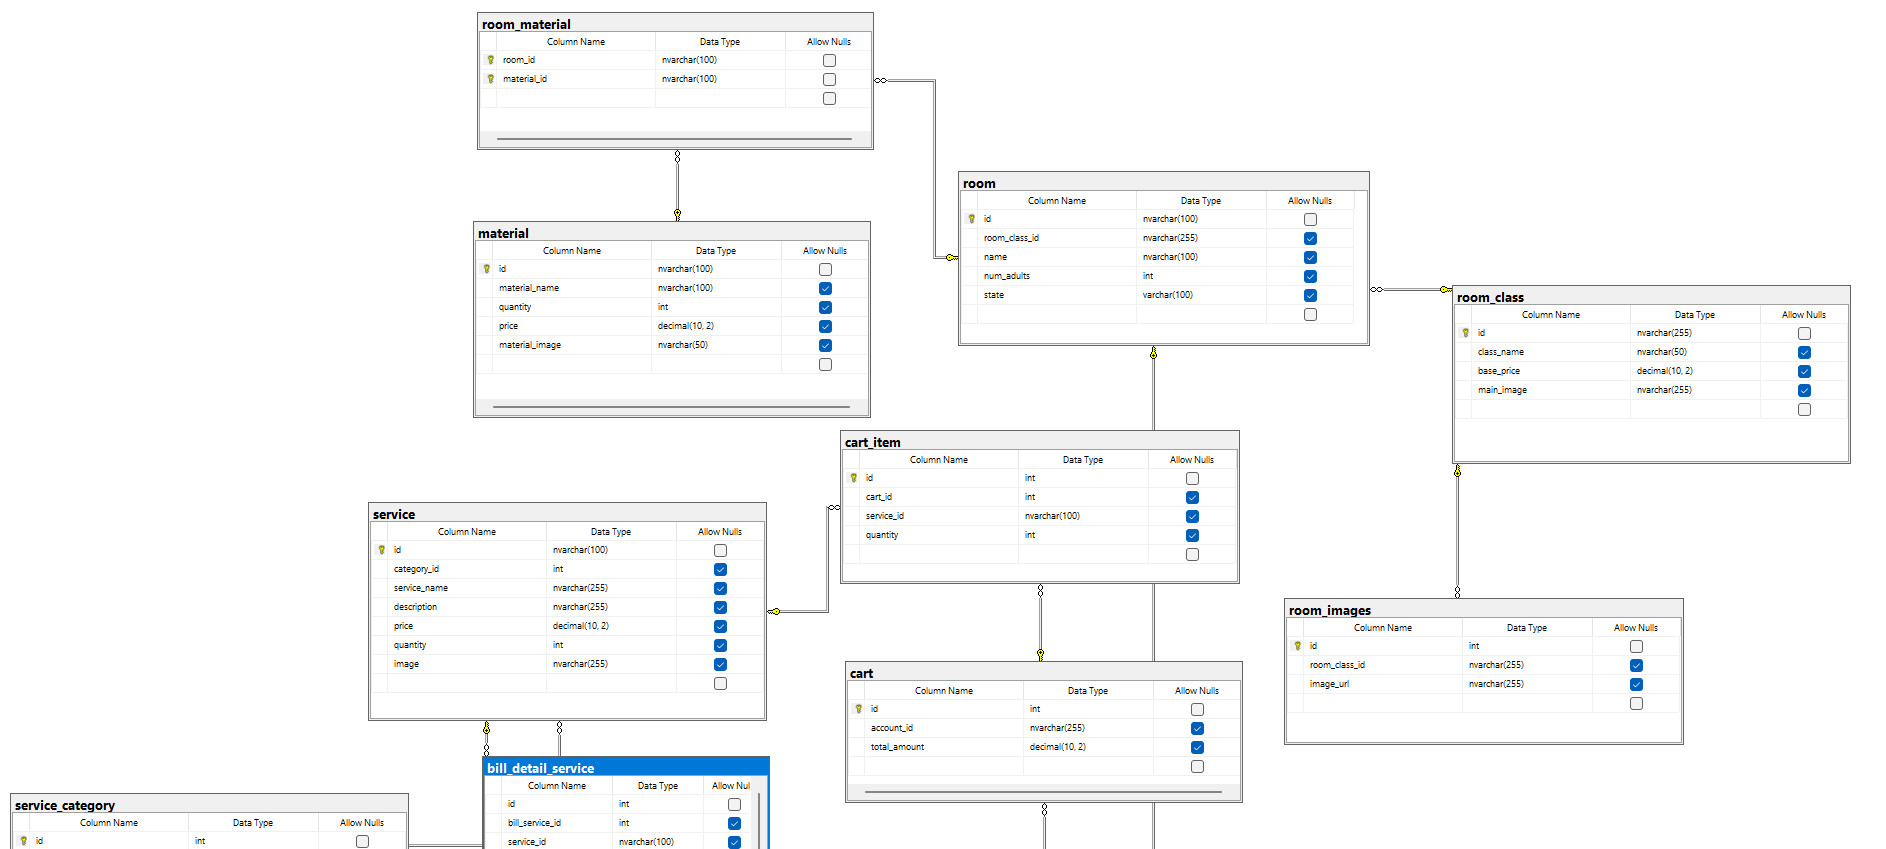 room_material
Column Name Data Type Allow Nulls
room_id nvarchar(100)
material_id nvarchar(100)
material
Column Name Data Type Allow Nulls
id nvarchar(100)
material_name nvarchar(100)
quantity int
price decimal(10, 2)
material_image nvarchar(50)
room
Column Name Data Type Allow Nulls
id nvarchar(100)
room_class_id nvarchar(255)
name nvarchar(100)
num_adults int
state varchar(100)
room_class
Column Name Data Type Allow Nulls
id nvarchar(255)
class_name nvarchar(50)
base_price decimal(10, 2)
main_image nvarchar(255)
cart_item
Column Name Data Type Allow Nulls
id int
cart_id int
service_id nvarchar(100)
quantity int
service
Column Name Data Type Allow Nulls
id nvarchar(100)
category_id int
service_name nvarchar(255)
description nvarchar(255)
price decimal(10, 2)
quantity int
image nvarchar(255)
room_images
Column Name Data Type Allow Nulls
id int
room_class_id nvarchar(255)
image_url nvarchar(255)
cart
Column Name Data Type Allow Nulls
id int
account_id nvarchar(255)
total_amount decimal(10, 2)
bill_detail_service
Column Name Data Type Allow Nul
id int
bill_service_id int
service_id nvarchar(100)
service_category
Column Name Data Type Allow Nulls
id int